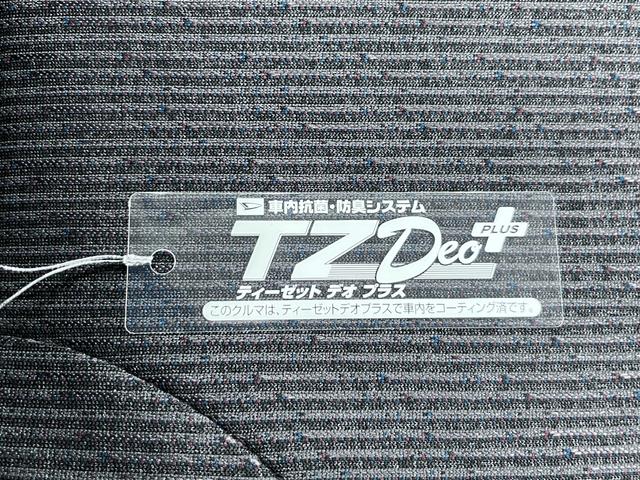 車内抗菌・防臭システム
TZ Deo PLUS
ティーゼット デオ プラス
このクルマは、ティーゼットデオプラスで車内をコーティング済です。